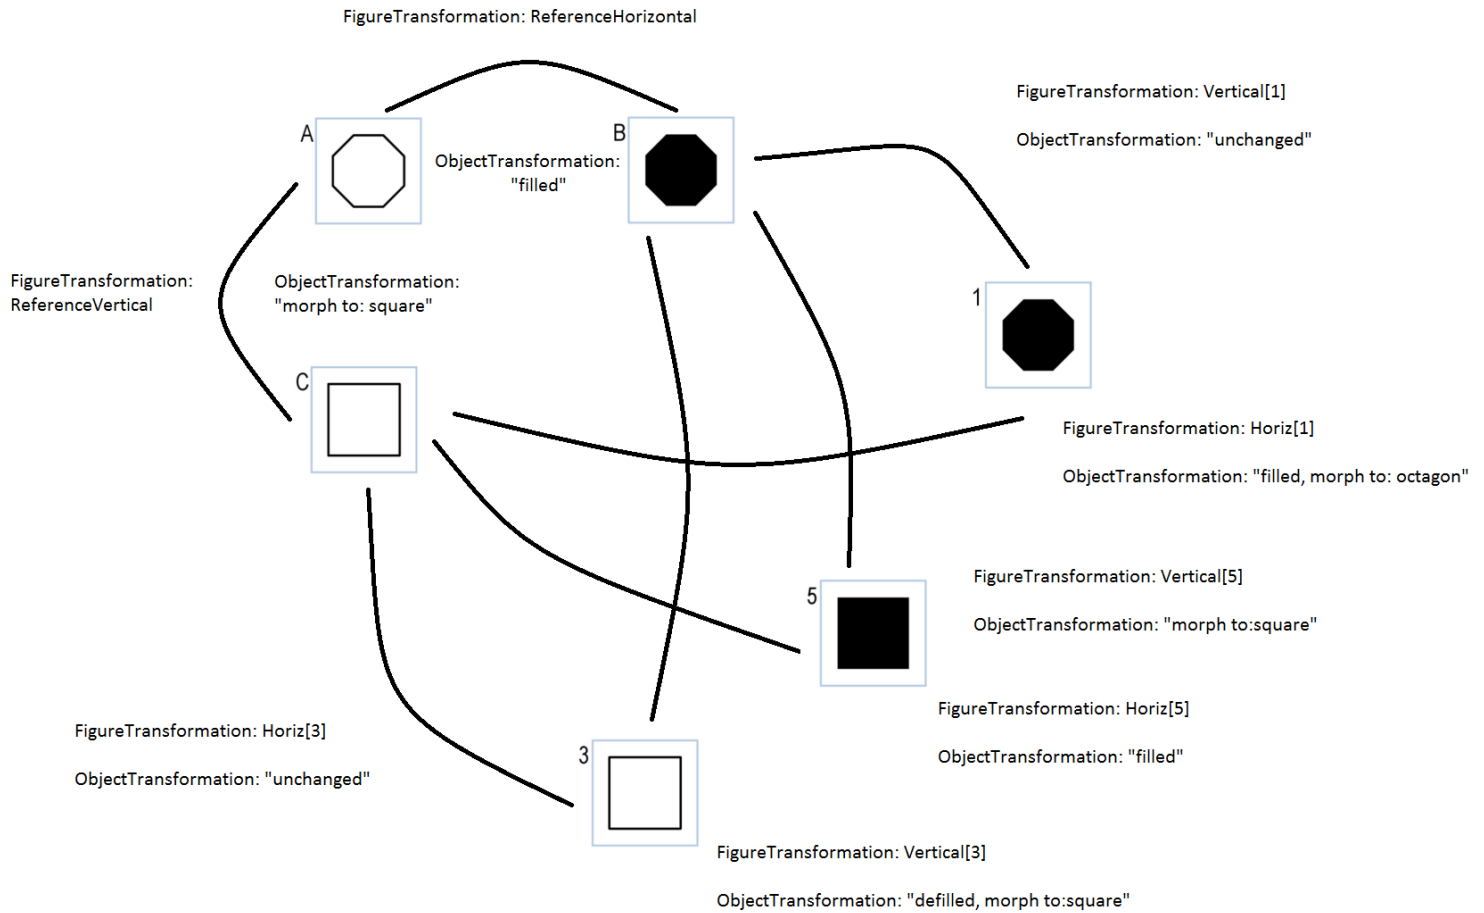 FigureTransformation: ReferenceHorizontal
FigureTransformation: Vertical[1]
ObjectTransformation: "unchanged"
A
B
ObjectTransformation:
"filled"
FigureTransformation:
ReferenceVertical
ObjectTransformation:
"morph to: square"
1
C
FigureTransformation: Horiz[1]
ObjectTransformation: "filled, morph to: octagon"
5
FigureTransformation: Vertical[5]
ObjectTransformation: "morph to:square"
FigureTransformation: Horiz[5]
ObjectTransformation: "filled"
FigureTransformation: Horiz[3]
ObjectTransformation: "unchanged"
3
FigureTransformation: Vertical[3]
ObjectTransformation: "defilled, morph to:square"